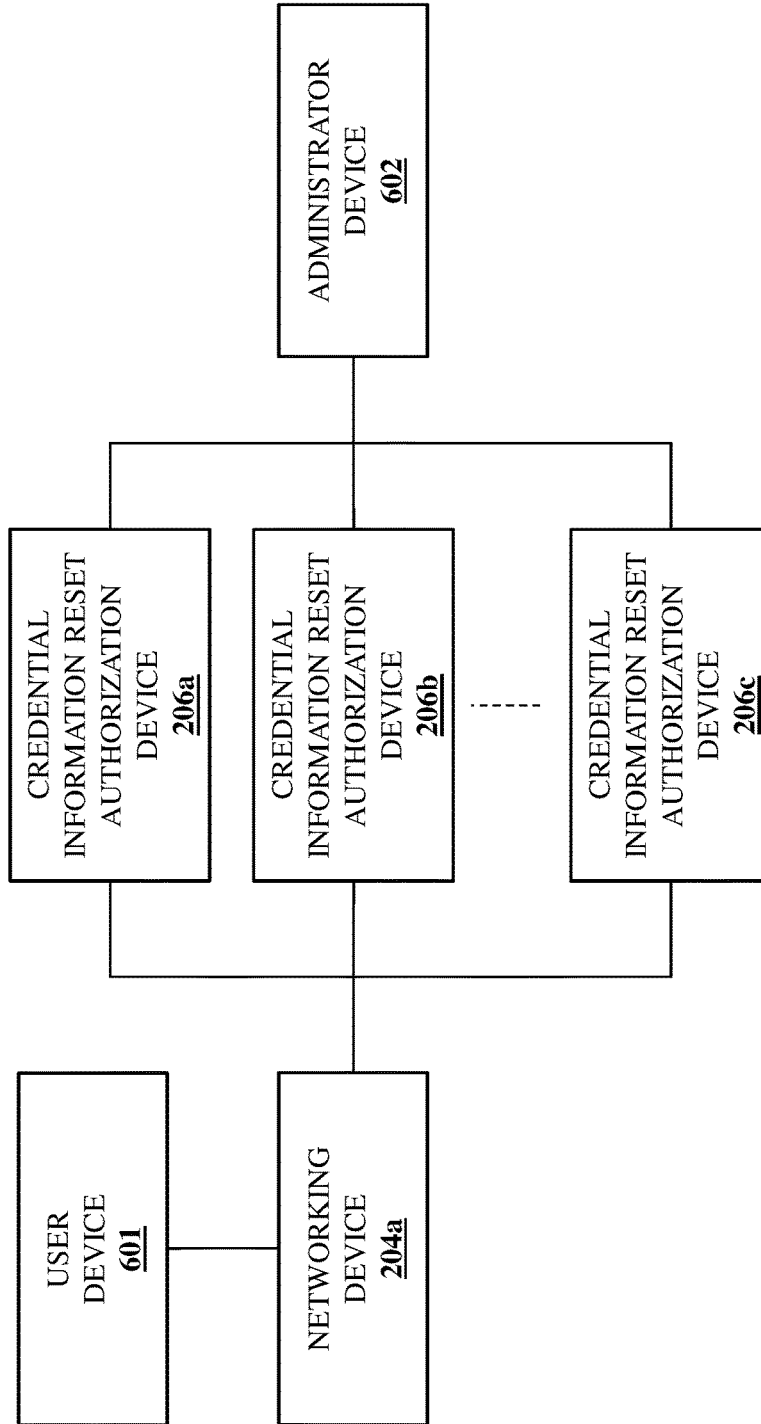 USER
DEVICE
601
NETWORKING
DEVICE
204a
CREDENTIAL
INFORMATION RESET
AUTHORIZATION
DEVICE
206a
CREDENTIAL
INFORMATION RESET
AUTHORIZATION
DEVICE
206b
CREDENTIAL
INFORMATION RESET
AUTHORIZATION
DEVICE
206c
ADMINISTRATOR
DEVICE
602